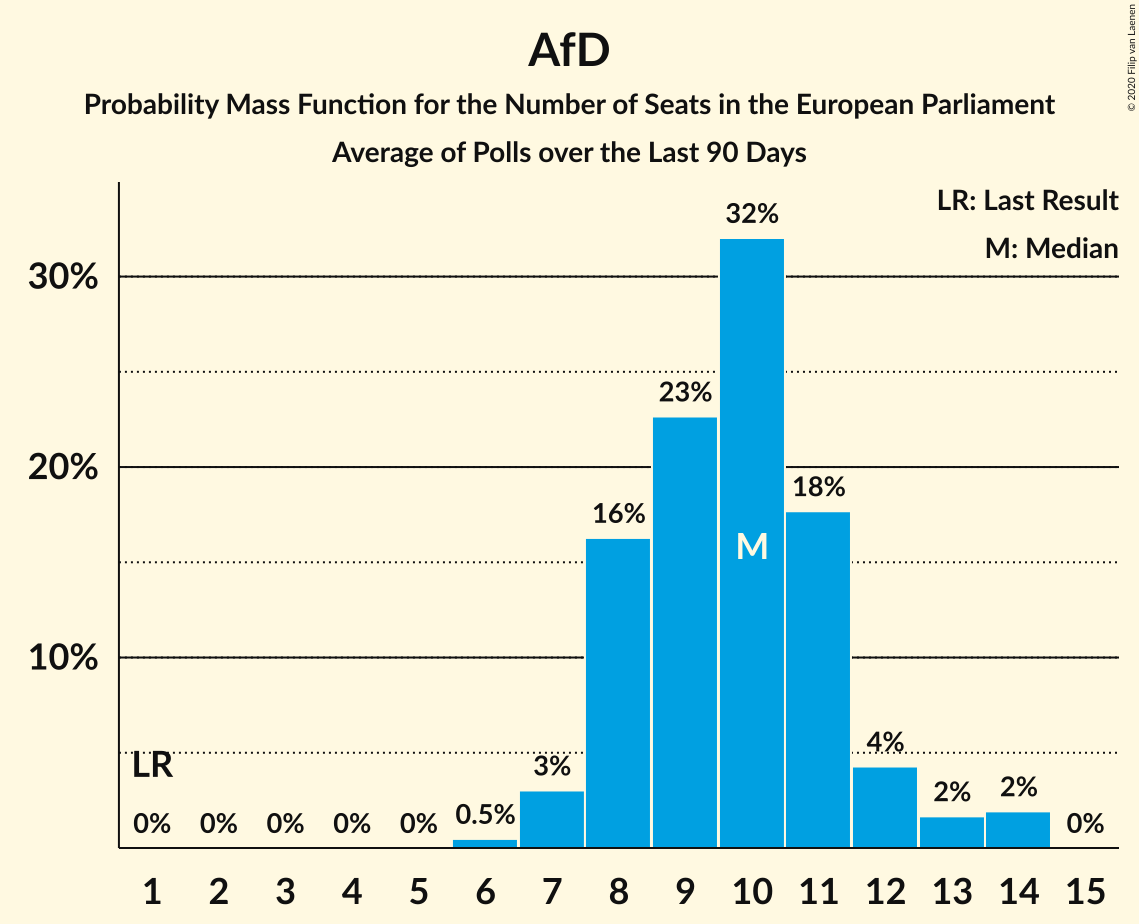 AfD
Probability Mass Function for the Number of Seats in the European Parliament
Average of Polls over the Last 90 Days
© 2020 Filip van Laenen
LR: Last Result
M: Median
32%
30%
23%
20%
18%
16%
M
10%
LR
4%
3%
2%
2%
0.5%
0%
0%
0%
0%
0%
0%
1 2 3 4 5 6 7 8 9 10 11 12 13 14 15